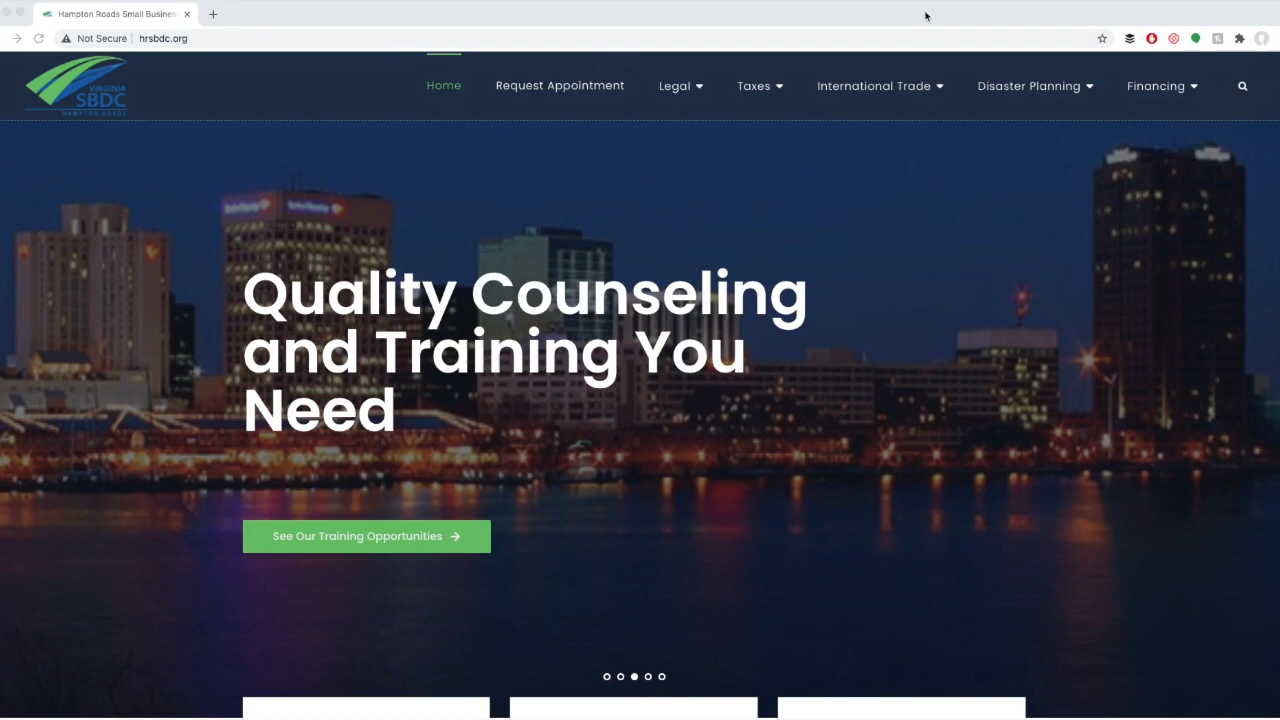 Hampton Roads Small Busines
Not Secure
hrsbdc.org
VIRGINIA
SBDC
HAMPTON ROADS
Home
Request Appointment
Legal
Taxes
International Trade
Disaster Planning
Financing
Quality Counseling
and Training You
Need
See Our Training Opportunities